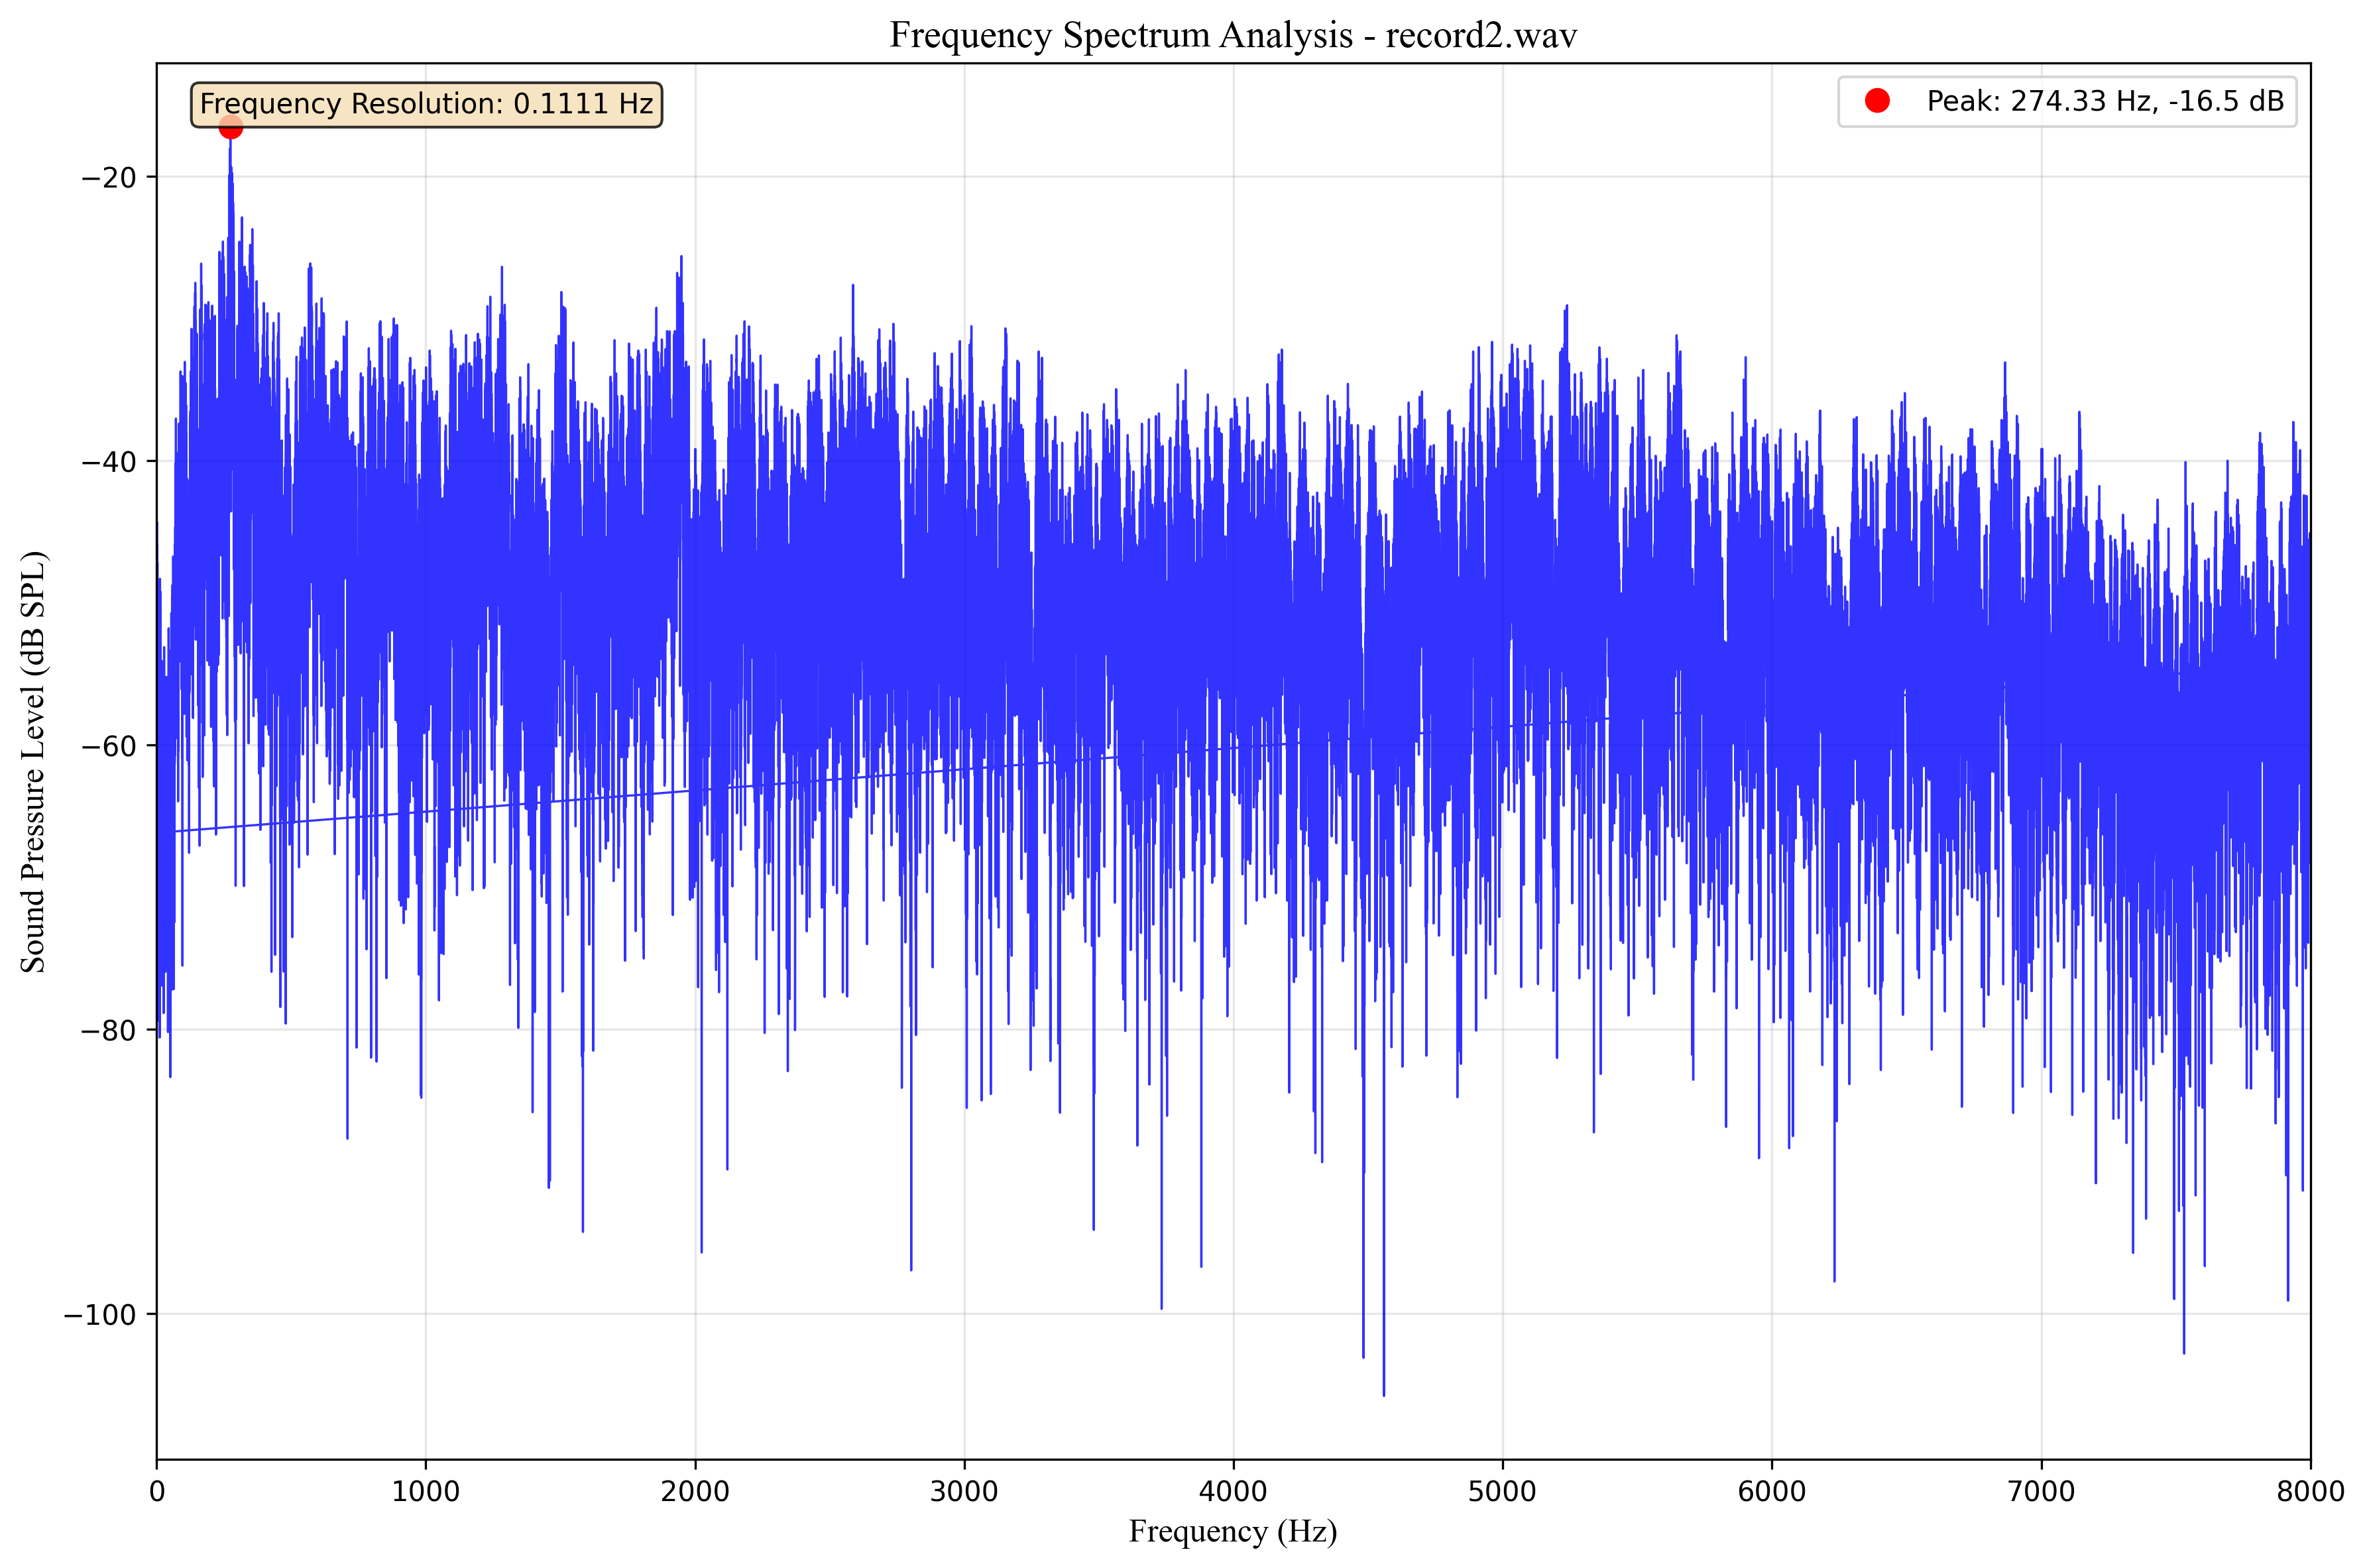 Frequency Spectrum Analysis - record2.wav
Frequency Resolution: 0.1111 Hz
Peak: 274.33 Hz, -16.5 dB
Sound Pressure Level (dB SPL)
−20
−40
−60
−80
−100
0 1000 2000 3000 4000 5000 6000 7000 8000
Frequency (Hz)